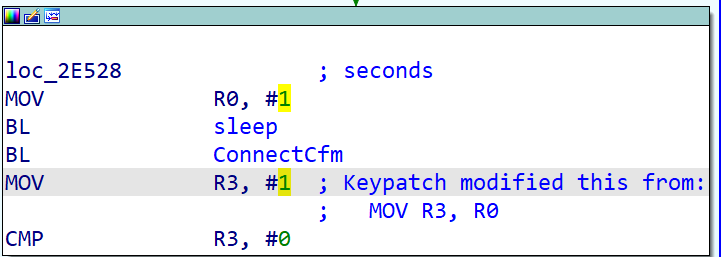 loc_2E528 ; seconds
MOV R0, #1
BL sleep
BL ConnectCfm
MOV R3, #1 ; Keypatch modified this from:
; MOV R3, R0
CMP R3, #0